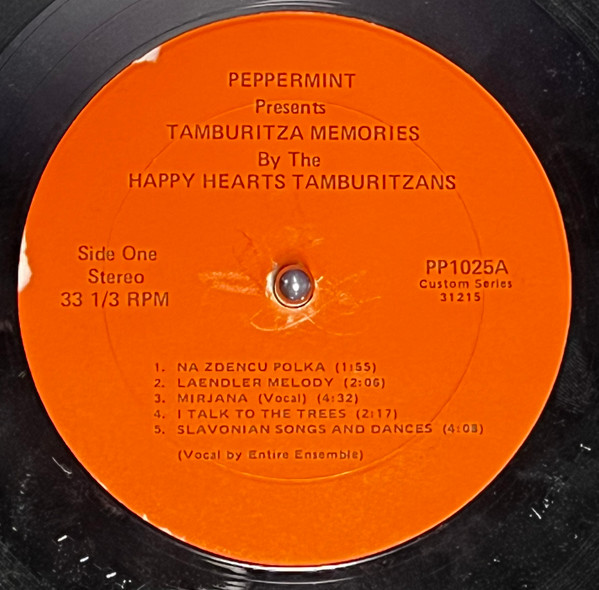 PEPPERMINT
Presents
TAMBURITZA MEMORIES
By The
HAPPY HEARTS TAMBURITZANS
Side One
Stereo
33 1/3 RPM
PP1025A
Custom Series
31215
1. NA ZDENCU POLKA (1:55)
2. LAENDLER MELODY (2:06)
3. MIRJANA (Vocal) (4:32)
4. I TALK TO THE TREES (2:17)
5. SLAVONIAN SONGS AND DANCES (4:08)
(Vocal by Entire Ensemble)